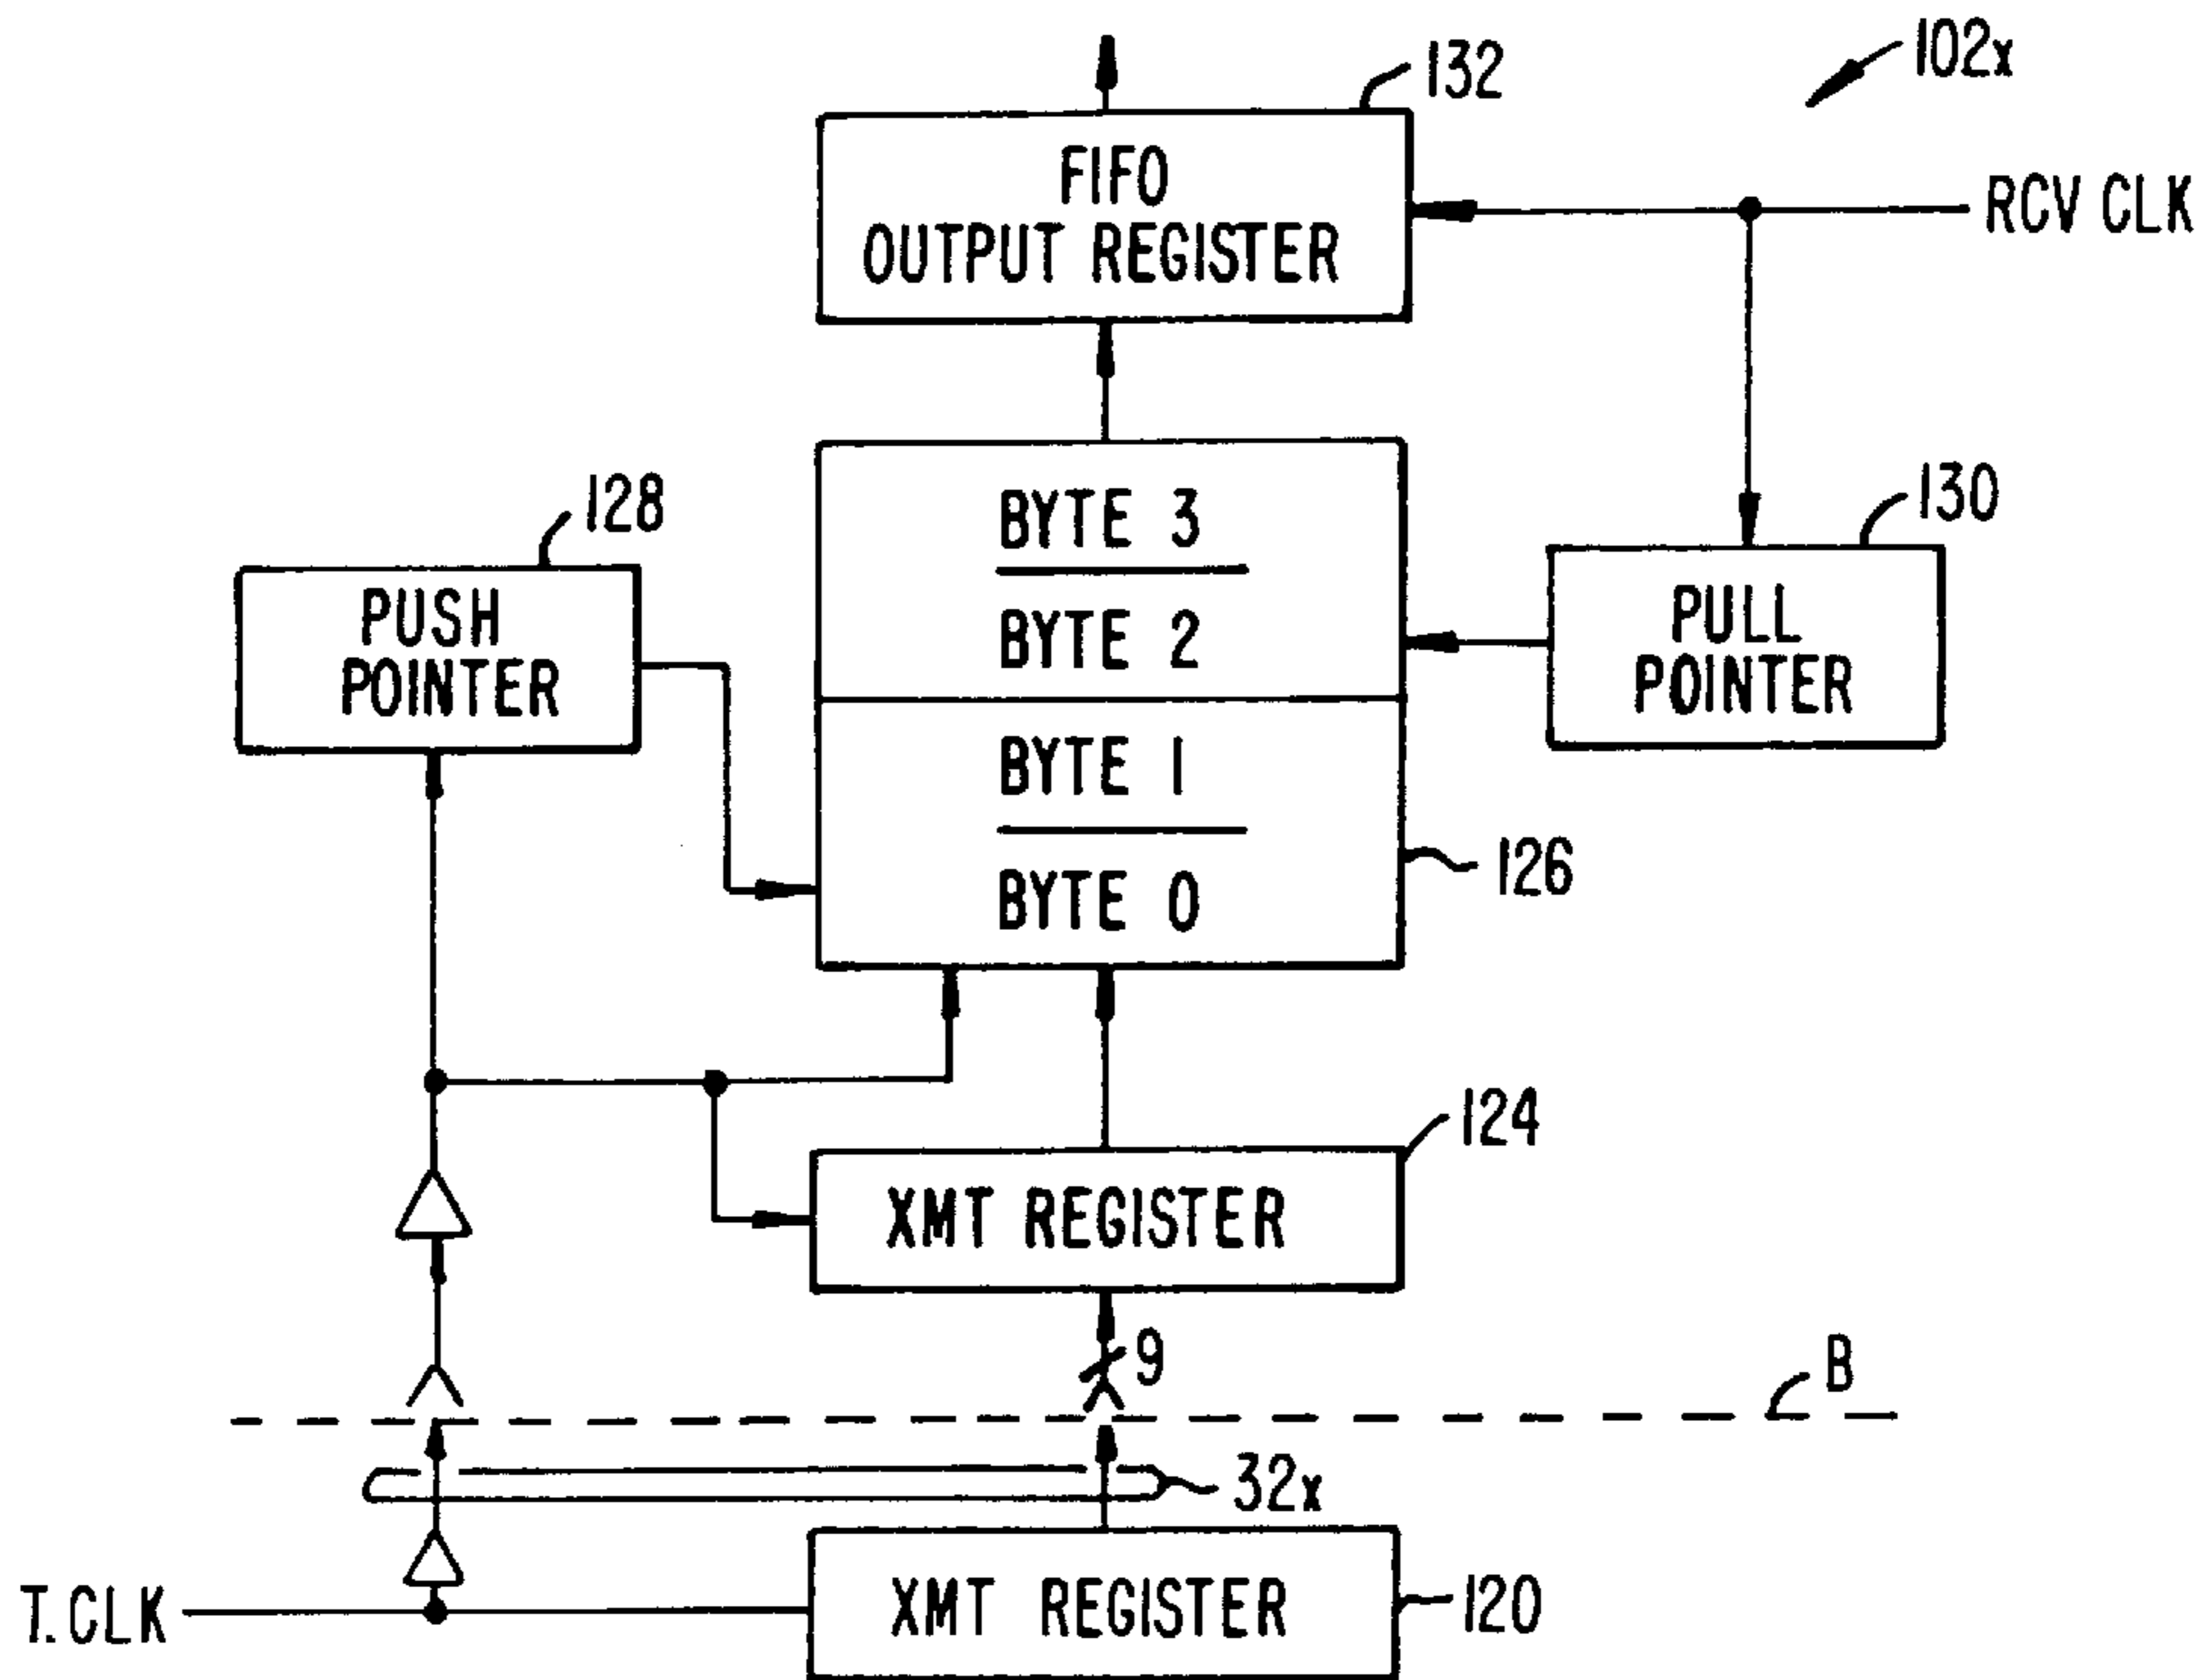 102x
132
FIFO
OUTPUT REGISTER
RCV CLK
128
PUSH
POINTER
BYTE 3
BYTE 2
BYTE 1
BYTE 0
130
PULL
POINTER
126
124
XMT REGISTER
9
B
32x
T.CLK
XMT REGISTER
120